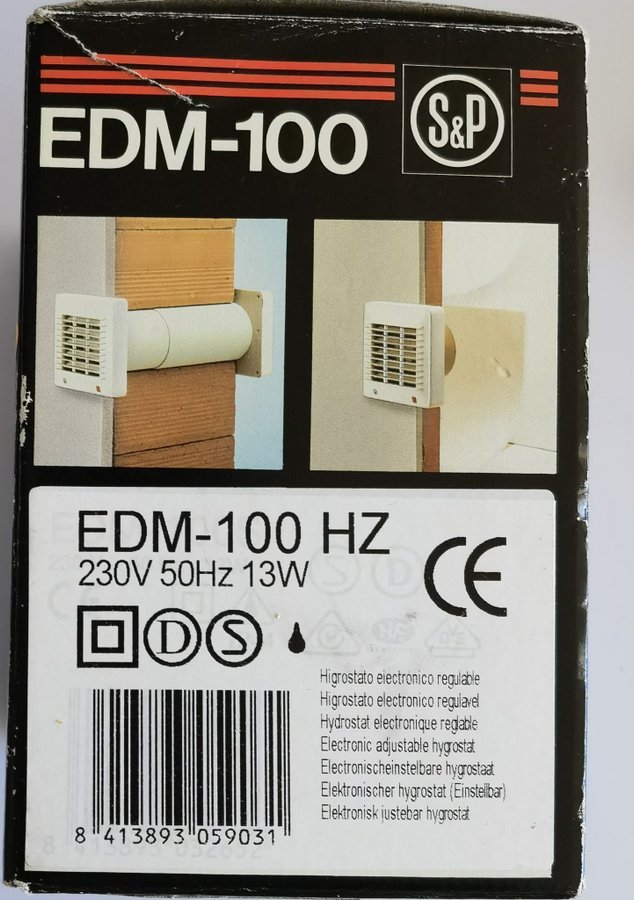 EDM-100
S&P
EDM-100 HZ
230V 50Hz 13W
CE
D S
Higrostato electrónico regulable
Higrostato electronico regulavel
Hydrostat electronique reglable
Electronic adjustable hygrostat
Electronischeinstelbare hygrostaat
Elektronischer hygrostat (Einstellbar)
Elektronisk justebar hygrostat
8 413893 059031